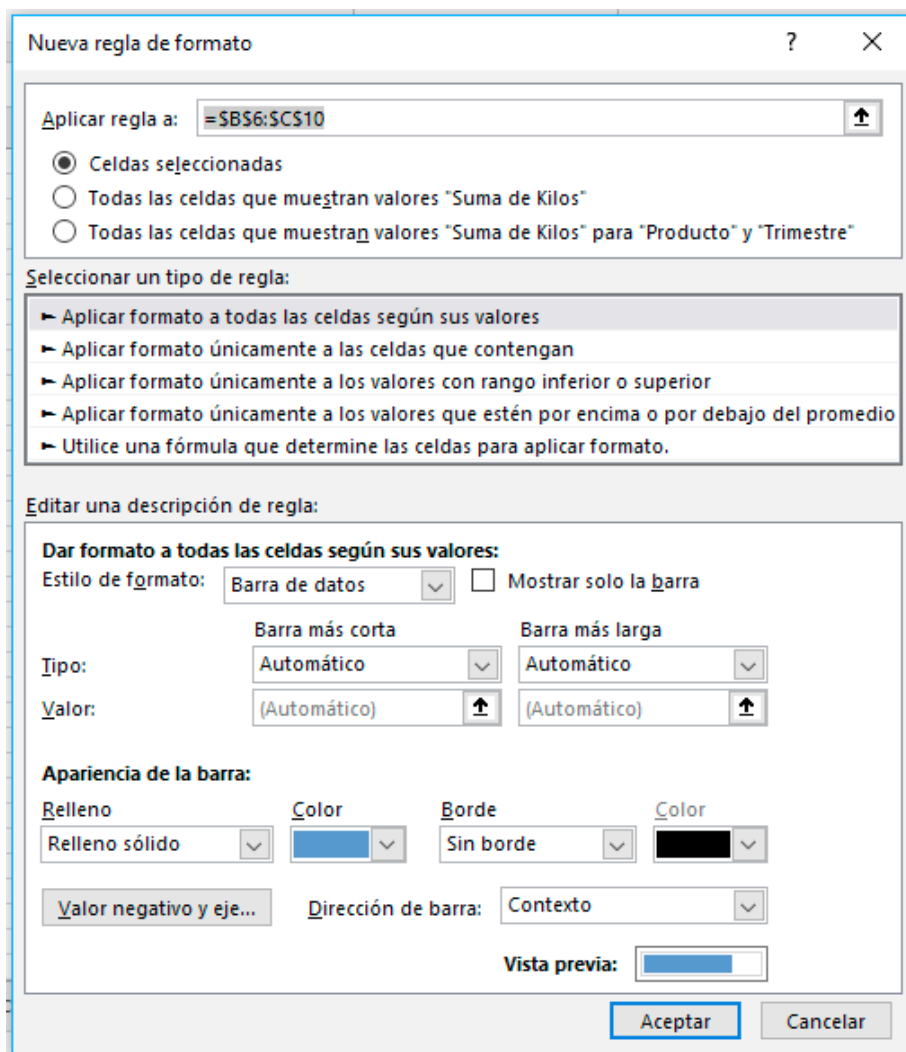 Nueva regla de formato ?
Aplicar regla a: =$B$6:$C$10
Celdas seleccionadas
Todas las celdas que muestran valores "Suma de Kilos"
Todas las celdas que muestran valores "Suma de Kilos" para "Producto" y "Trimestre"
Seleccionar un tipo de regla:
► Aplicar formato a todas las celdas según sus valores
► Aplicar formato únicamente a las celdas que contengan
► Aplicar formato únicamente a los valores con rango inferior o superior
► Aplicar formato únicamente a los valores que estén por encima o por debajo del promedio
► Utilice una fórmula que determine las celdas para aplicar formato.
Editar una descripción de regla:
Dar formato a todas las celdas según sus valores:
Estilo de formato: Barra de datos Mostrar solo la barra
Barra más corta Barra más larga
Tipo: Automático Automático
Valor: (Automático) (Automático)
Apariencia de la barra:
Relleno Color Borde Color
Relleno sólido Sin borde
Valor negativo y eje... Dirección de barra: Contexto
Vista previa:
Aceptar Cancelar